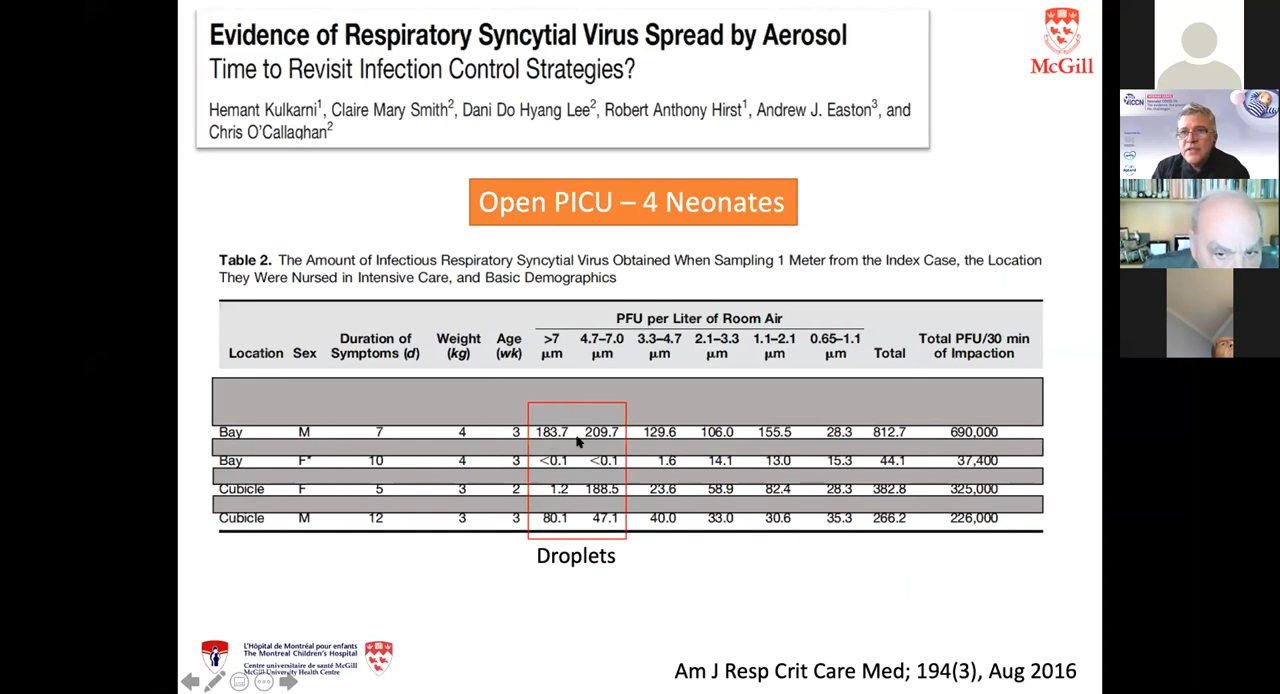 Evidence of Respiratory Syncytial Virus Spread by Aerosol
Time to Revisit Infection Control Strategies?
Hemant Kulkarni1, Claire Mary Smith2, Dani Do Hyang Lee2, Robert Anthony Hirst1, Andrew J. Easton3, and
Chris O'Callaghan2
McGill
Open PICU – 4 Neonates
Table 2. The Amount of Infectious Respiratory Syncytial Virus Obtained When Sampling 1 Meter from the Index Case, the Location
They Were Nursed in Intensive Care, and Basic Demographics
PFU per Liter of Room Air
Duration of Weight Age >7 4.7–7.0 3.3–4.7 2.1–3.3 1.1–2.1 0.65–1.1 Total PFU/30 min
Location Sex Symptoms (d) (kg) (wk) μm μm μm μm μm μm Total of Impaction
Bay M 7 4 3 183.7 209.7 129.6 106.0 155.5 28.3 812.7 690,000
Bay F* 10 4 3 <0.1 <0.1 1.6 14.1 13.0 15.3 44.1 37,400
Cubicle F 5 3 2 1.2 188.5 23.6 58.9 82.4 28.3 382.8 325,000
Cubicle M 12 3 3 80.1 47.1 40.0 33.0 30.6 35.3 266.2 226,000
Droplets
L'Hôpital de Montréal pour enfants
The Montreal Children's Hospital
Centre universitaire de santé McGill
McGill University Health Centre
Am J Resp Crit Care Med; 194(3), Aug 2016